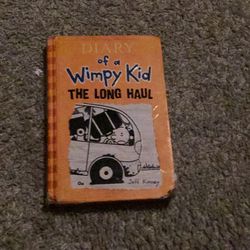 DIARY
of a
Wimpy Kid
THE LONG HAUL
Jeff Kinney